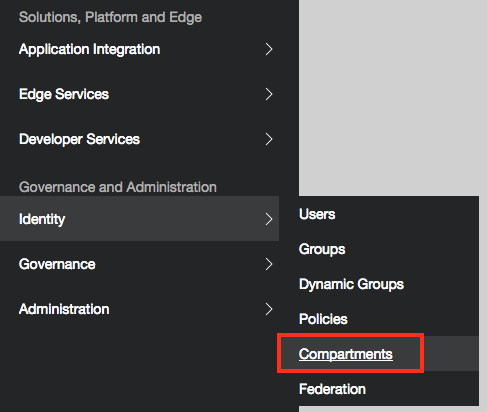 Solutions, Platform and Edge
Application Integration
Edge Services
Developer Services
Governance and Administration
Identity
Governance
Administration
Users
Groups
Dynamic Groups
Policies
Compartments
Federation